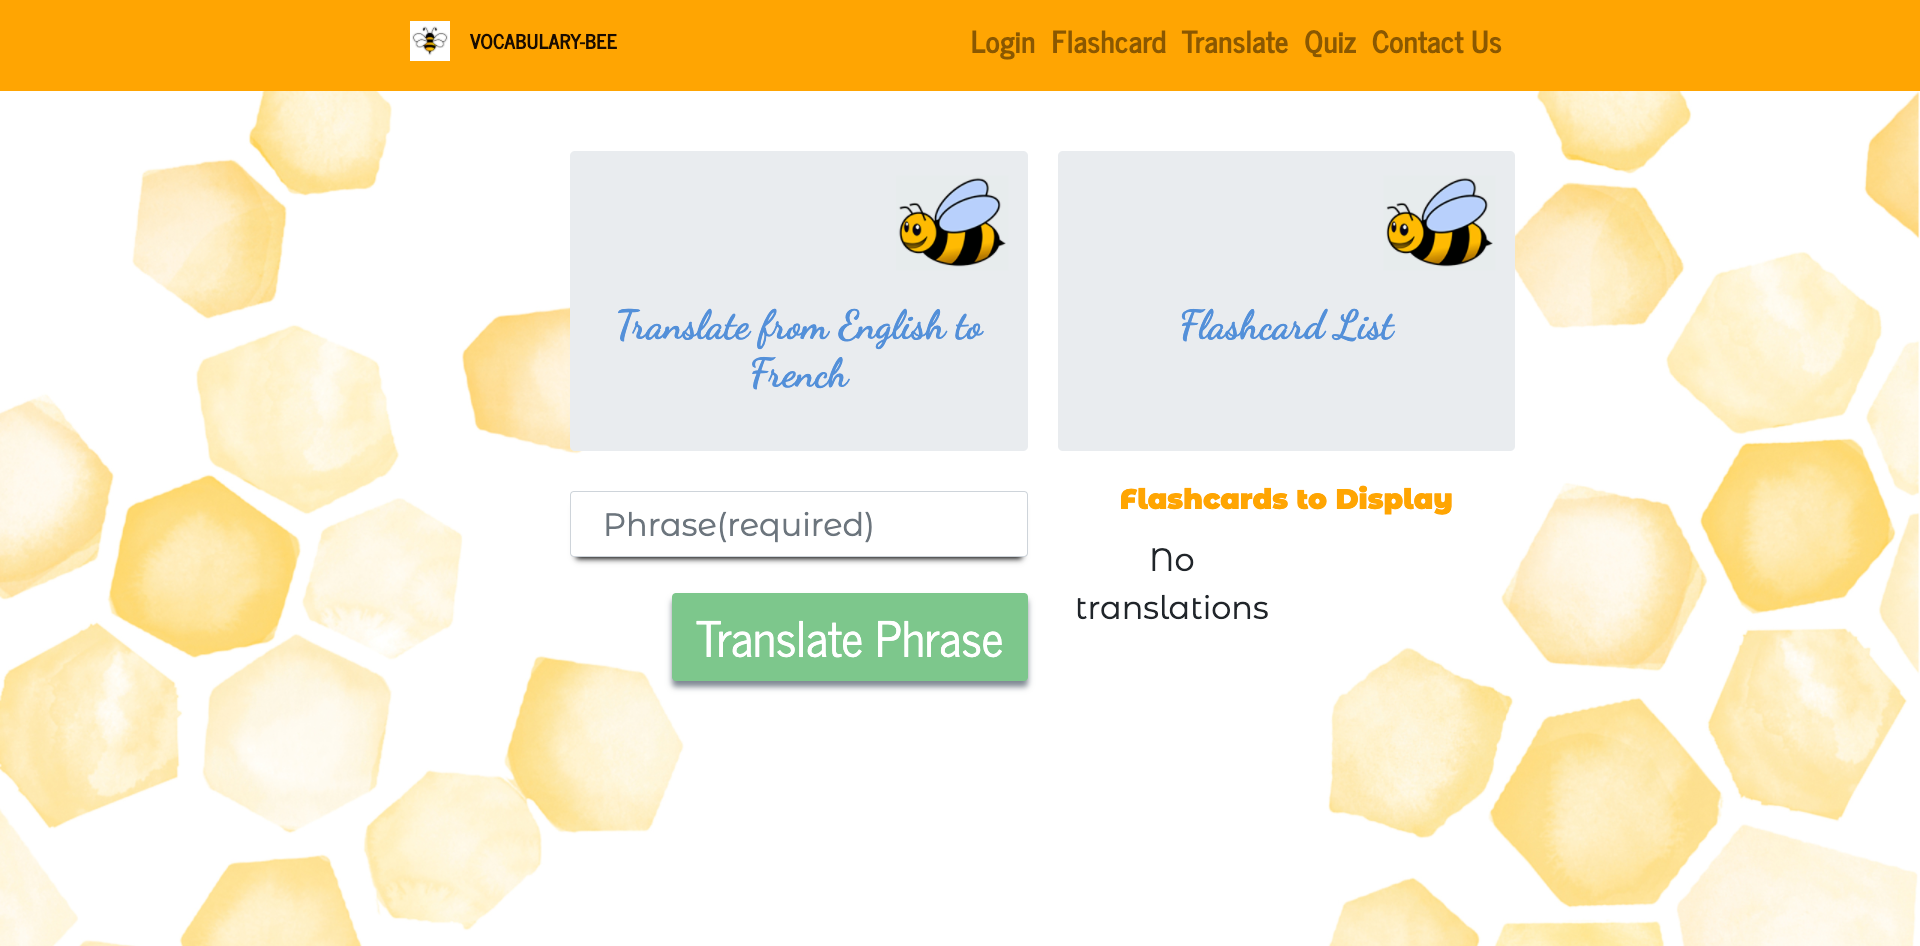 VOCABULARY-BEE
Login Flashcard Translate Quiz Contact Us
Translate from English to
French
Phrase(required)
Translate Phrase
Flashcard List
Flashcards to Display
No
translations